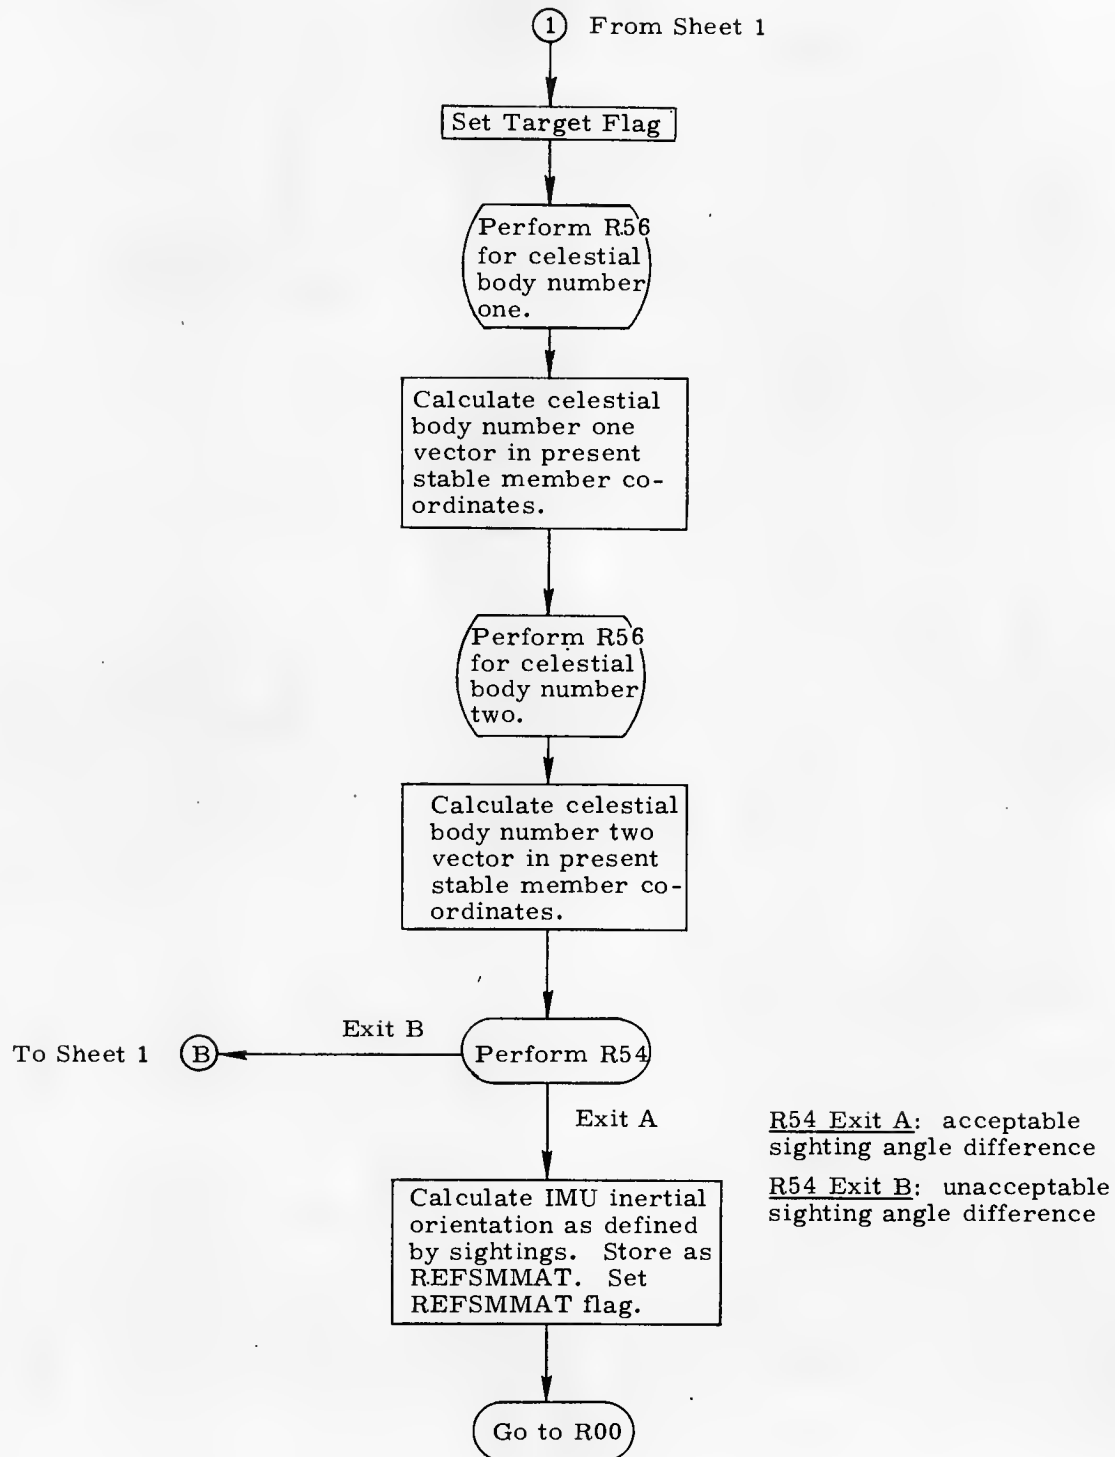 1 From Sheet 1
Set Target Flag
Perform R56
for celestial
body number
one.
Calculate celestial
body number one
vector in present
stable member co-
ordinates.
Perform R56
for celestial
body number
two.
Calculate celestial
body number two
vector in present
stable member co-
ordinates.
To Sheet 1 B Exit B Perform R54
Exit A
R54 Exit A: acceptable
sighting angle difference
R54 Exit B: unacceptable
sighting angle difference
Calculate IMU inertial
orientation as defined
by sightings. Store as
REFSMMAT. Set
REFSMMAT flag.
Go to R00